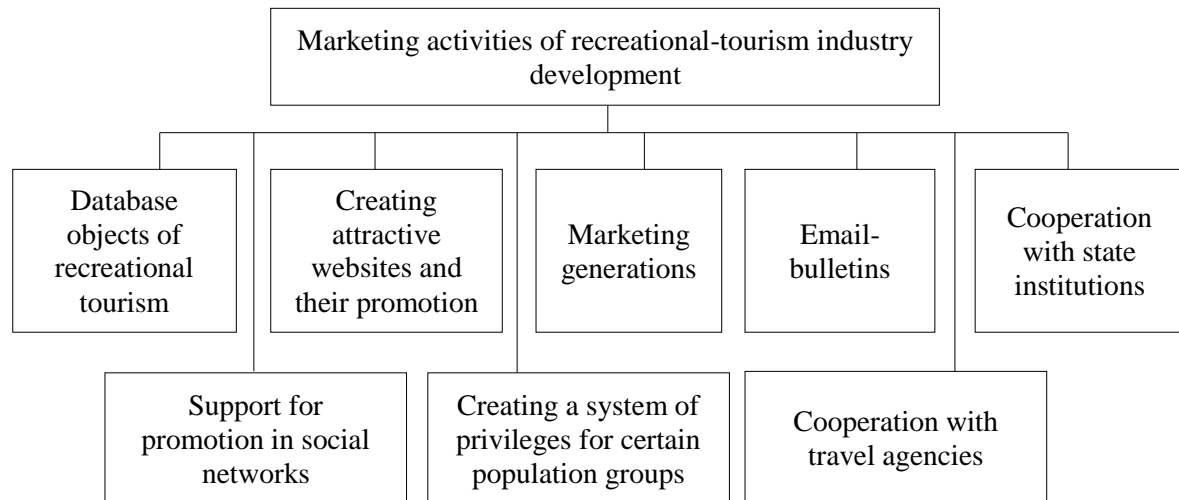 Marketing activities of recreational-tourism industry
development
Database
objects of
recreational
tourism
Creating
attractive
websites and
their promotion
Marketing
generations
Email-
bulletins
Cooperation
with state
institutions
Support for
promotion in social
networks
Creating a system of
privileges for certain
population groups
Cooperation with
travel agencies